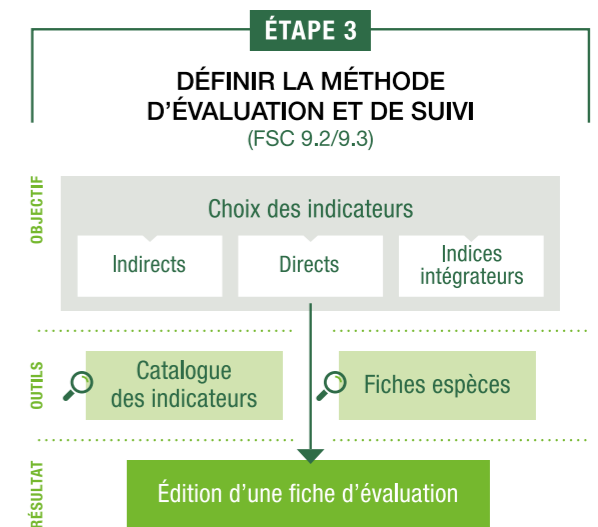 ÉTAPE 3
DÉFINIR LA MÉTHODE
D'ÉVALUATION ET DE SUIVI
(FSC 9.2/9.3)
OBJECTIF
Choix des indicateurs
Indirects
Directs
Indices
intégrateurs
OUTILS
Catalogue
des indicateurs
Fiches espèces
RÉSULTAT
Édition d'une fiche d'évaluation